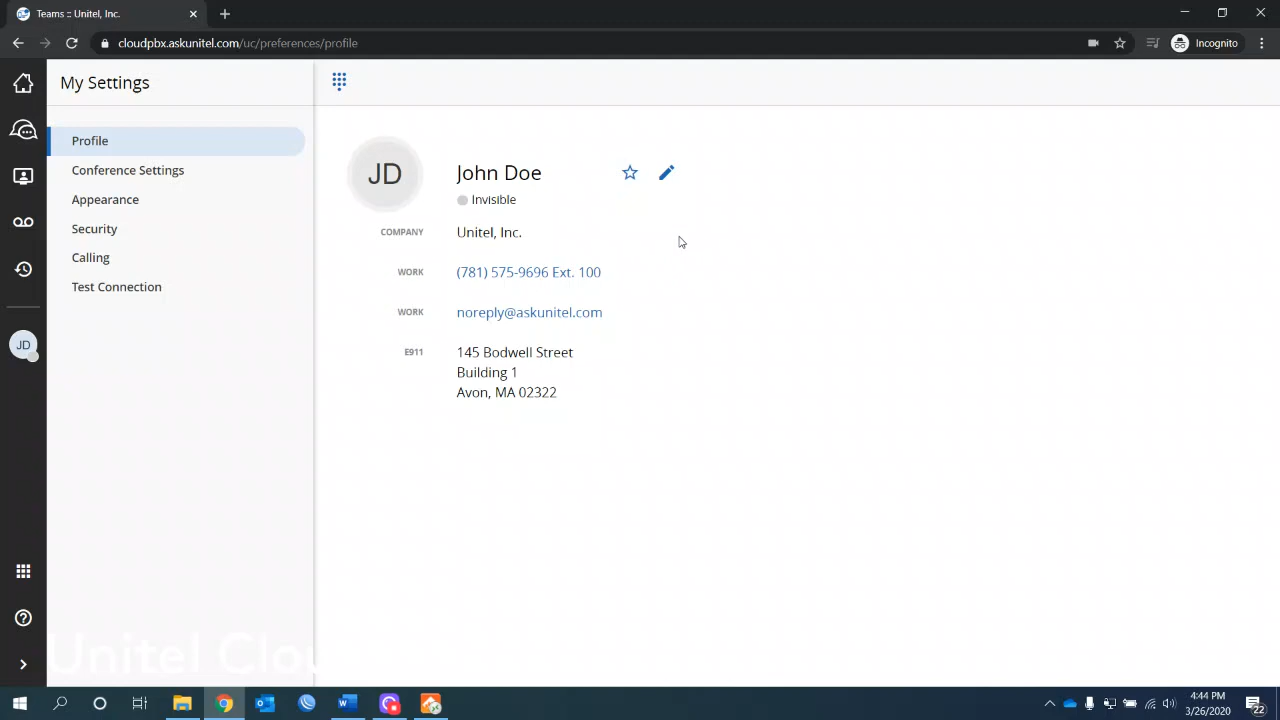 Teams :: Unitel, Inc.
cloudpbx.askunitel.com/uc/preferences/profile
Incognito
My Settings
Profile
Conference Settings
Appearance
Security
Calling
Test Connection
JD
JD
John Doe
Invisible
COMPANY Unitel, Inc.
WORK (781) 575-9696 Ext. 100
WORK noreply@askunitel.com
E911 145 Bodwell Street
Building 1
Avon, MA 02322
Unitel Clou
4:44 PM
3/26/2020
22